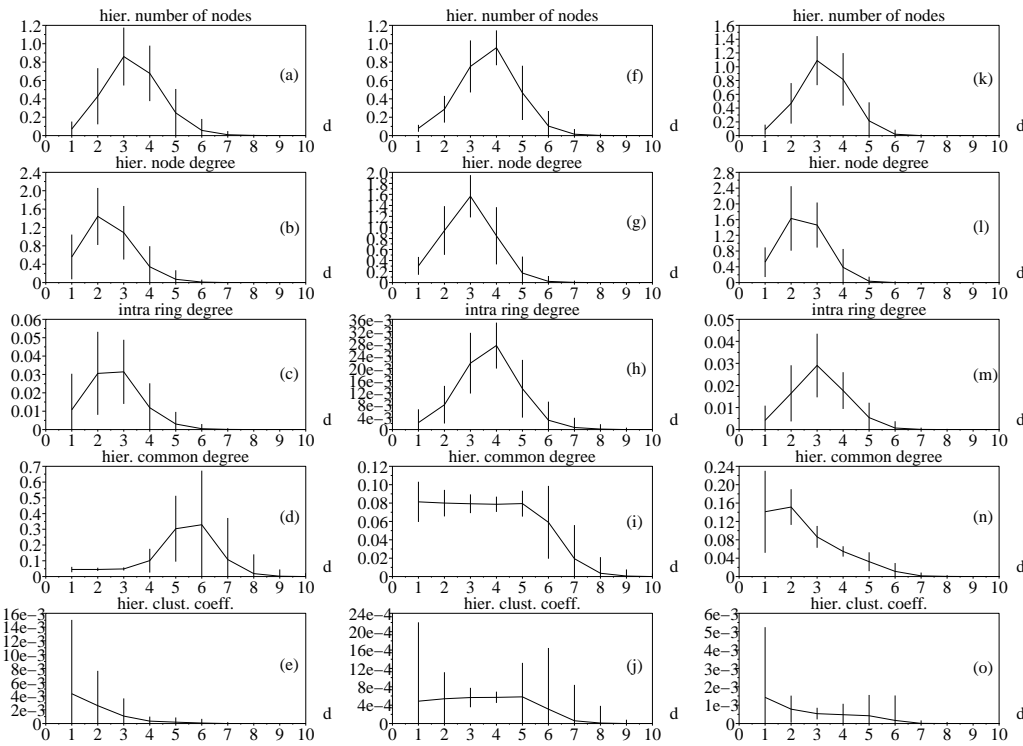 hier. number of nodes
1.2
1.0
0.8
0.6
0.4
0.2
0
(a)
d
0 1 2 3 4 5 6 7 8 9 10
hier. number of nodes
1.2
1.0
0.8
0.6
0.4
0.2
0
(f)
d
0 1 2 3 4 5 6 7 8 9 10
hier. number of nodes
1.6
1.4
1.2
1.0
0.8
0.6
0.4
0.2
0
(k)
d
0 1 2 3 4 5 6 7 8 9 10
hier. node degree
2.4
2.0
1.6
1.2
0.8
0.4
0
(b)
d
0 1 2 3 4 5 6 7 8 9 10
hier. node degree
2.0
1.8
1.6
1.4
1.2
1.0
0.8
0.6
0.4
0.2
0
(g)
d
0 1 2 3 4 5 6 7 8 9 10
hier. node degree
2.8
2.4
2.0
1.6
1.2
0.8
0.4
0
(l)
d
0 1 2 3 4 5 6 7 8 9 10
intra ring degree
0.06
0.05
0.04
0.03
0.02
0.01
0
(c)
d
0 1 2 3 4 5 6 7 8 9 10
intra ring degree
36e−3
32e−3
28e−3
24e−3
20e−3
16e−3
12e−3
8e−3
4e−3
0
(h)
d
0 1 2 3 4 5 6 7 8 9 10
intra ring degree
0.05
0.04
0.03
0.02
0.01
0
(m)
d
0 1 2 3 4 5 6 7 8 9 10
hier. common degree
0.7
0.6
0.5
0.4
0.3
0.2
0.1
0
(d)
d
0 1 2 3 4 5 6 7 8 9 10
hier. common degree
0.12
0.10
0.08
0.06
0.04
0.02
0
(i)
d
0 1 2 3 4 5 6 7 8 9 10
hier. common degree
0.24
0.20
0.16
0.12
0.08
0.04
0
(n)
d
0 1 2 3 4 5 6 7 8 9 10
hier. clust. coeff.
16e−3
14e−3
12e−3
10e−3
8e−3
6e−3
4e−3
2e−3
0
(e)
d
0 1 2 3 4 5 6 7 8 9 10
hier. clust. coeff.
24e−4
20e−4
16e−4
12e−4
8e−4
4e−4
0
(j)
d
0 1 2 3 4 5 6 7 8 9 10
hier. clust. coeff.
6e−3
5e−3
4e−3
3e−3
2e−3
1e−3
0
(o)
d
0 1 2 3 4 5 6 7 8 9 10